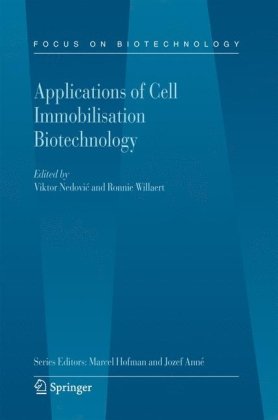 FOCUS ON BIOTECHNOLOGY
Applications of Cell
Immobilisation
Biotechnology
Edited by
Viktor Nedović and Ronnie Willaert
Series Editors: Marcel Hofman and Jozef Anné
Springer